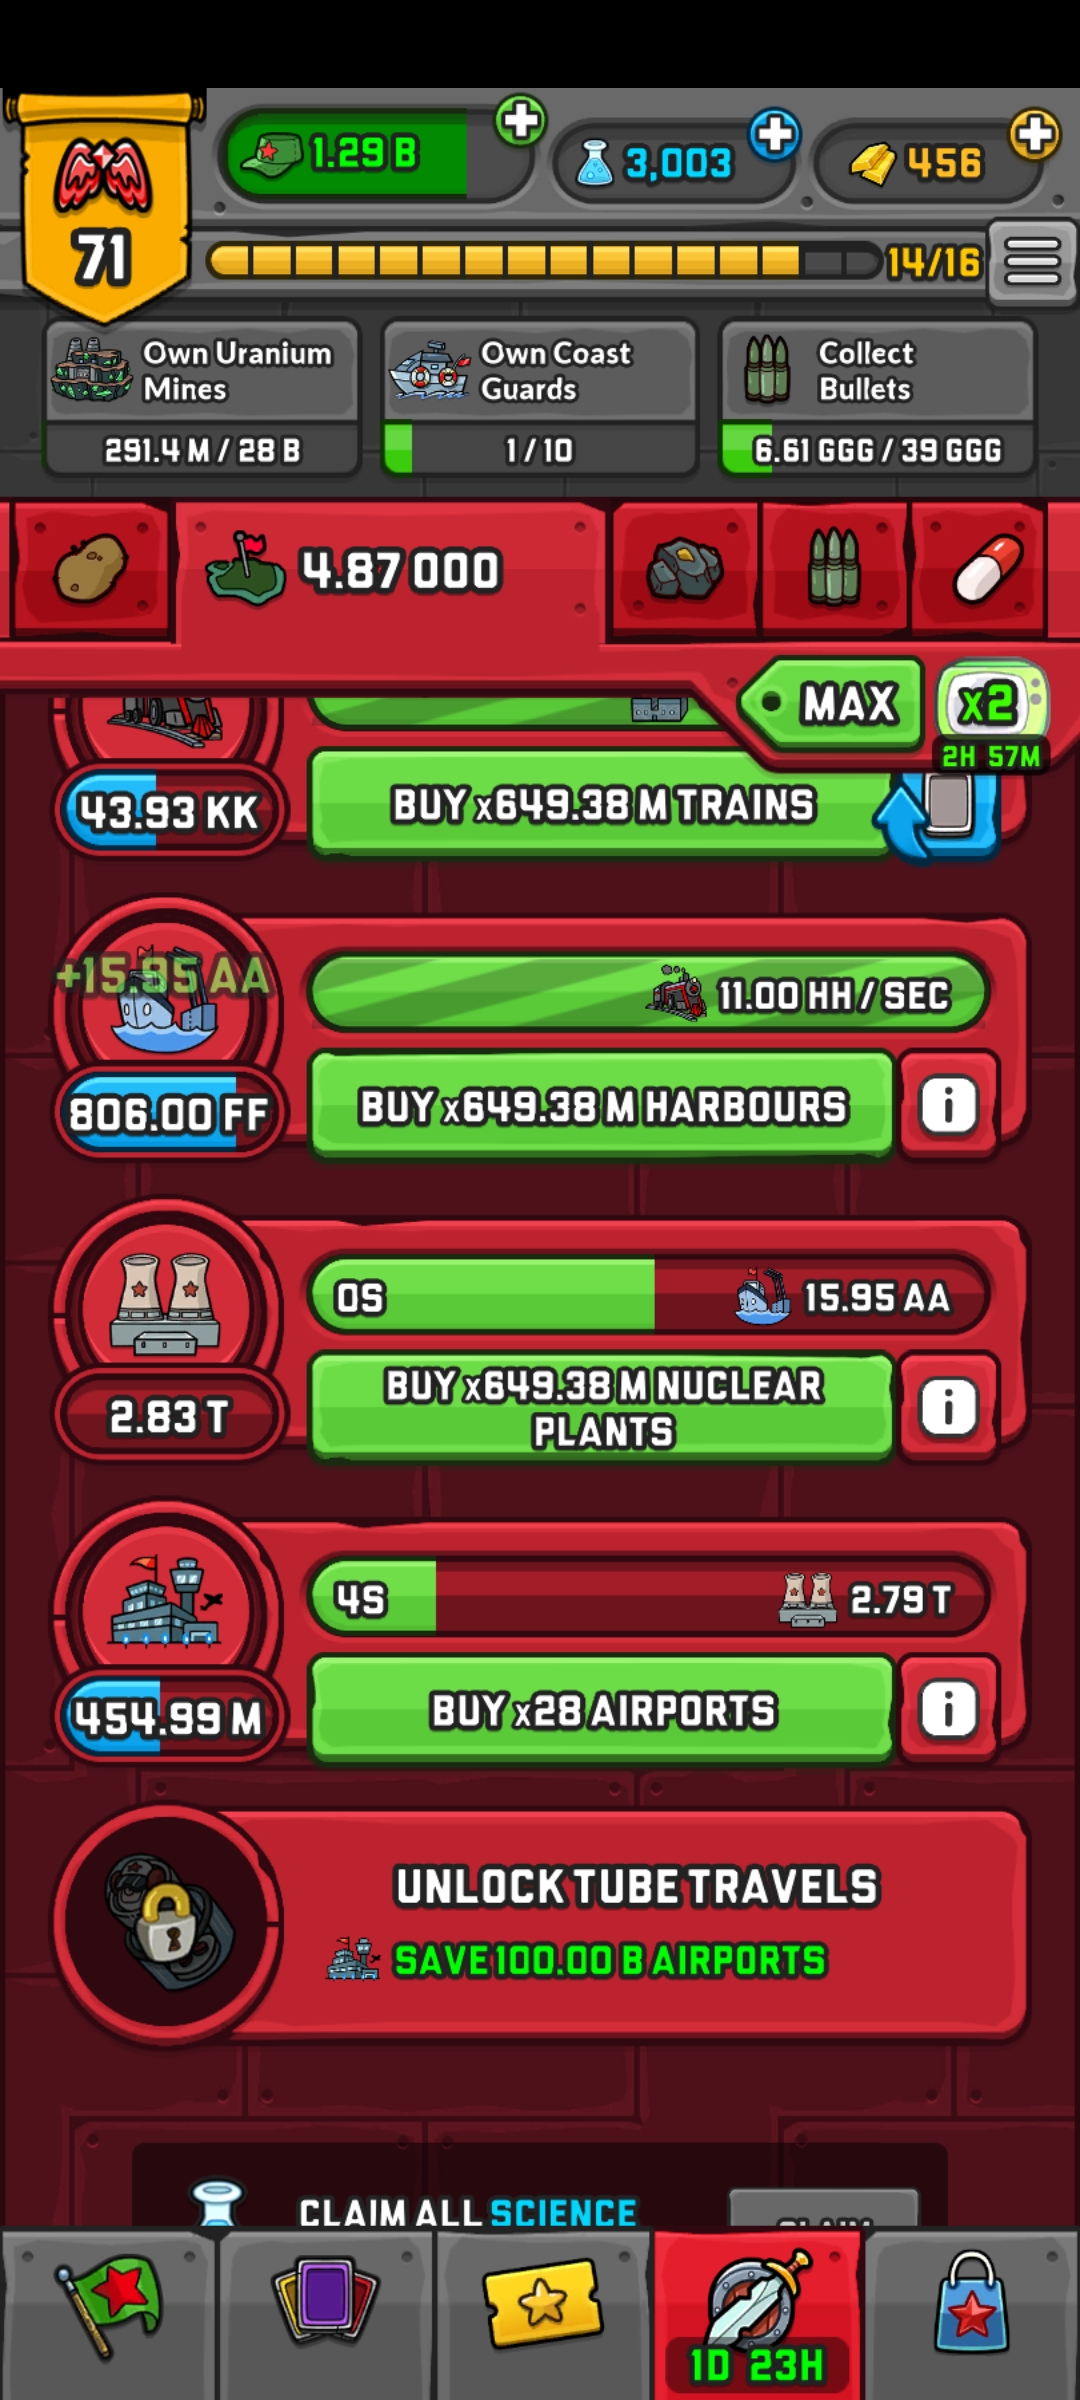 1.29 B
3,003
456
71
14/16
Own Uranium
Mines
291.4 M / 28 B
Own Coast
Guards
1 / 10
Collect
Bullets
6.61 GGG / 39 GGG
4.87 000
MAX
x2
2H 57M
43.93 KK
BUY x649.38 M TRAINS
+15.95 AA
11.00 HH / SEC
806.00 FF
BUY x649.38 M HARBOURS
i
0S
15.95 AA
2.83 T
BUY x649.38 M NUCLEAR
PLANTS
i
4S
2.79 T
454.99 M
BUY x28 AIRPORTS
i
UNLOCK TUBE TRAVELS
SAVE 100.00 B AIRPORTS
CLAIM ALL SCIENCE
CLAIM
1D 23H